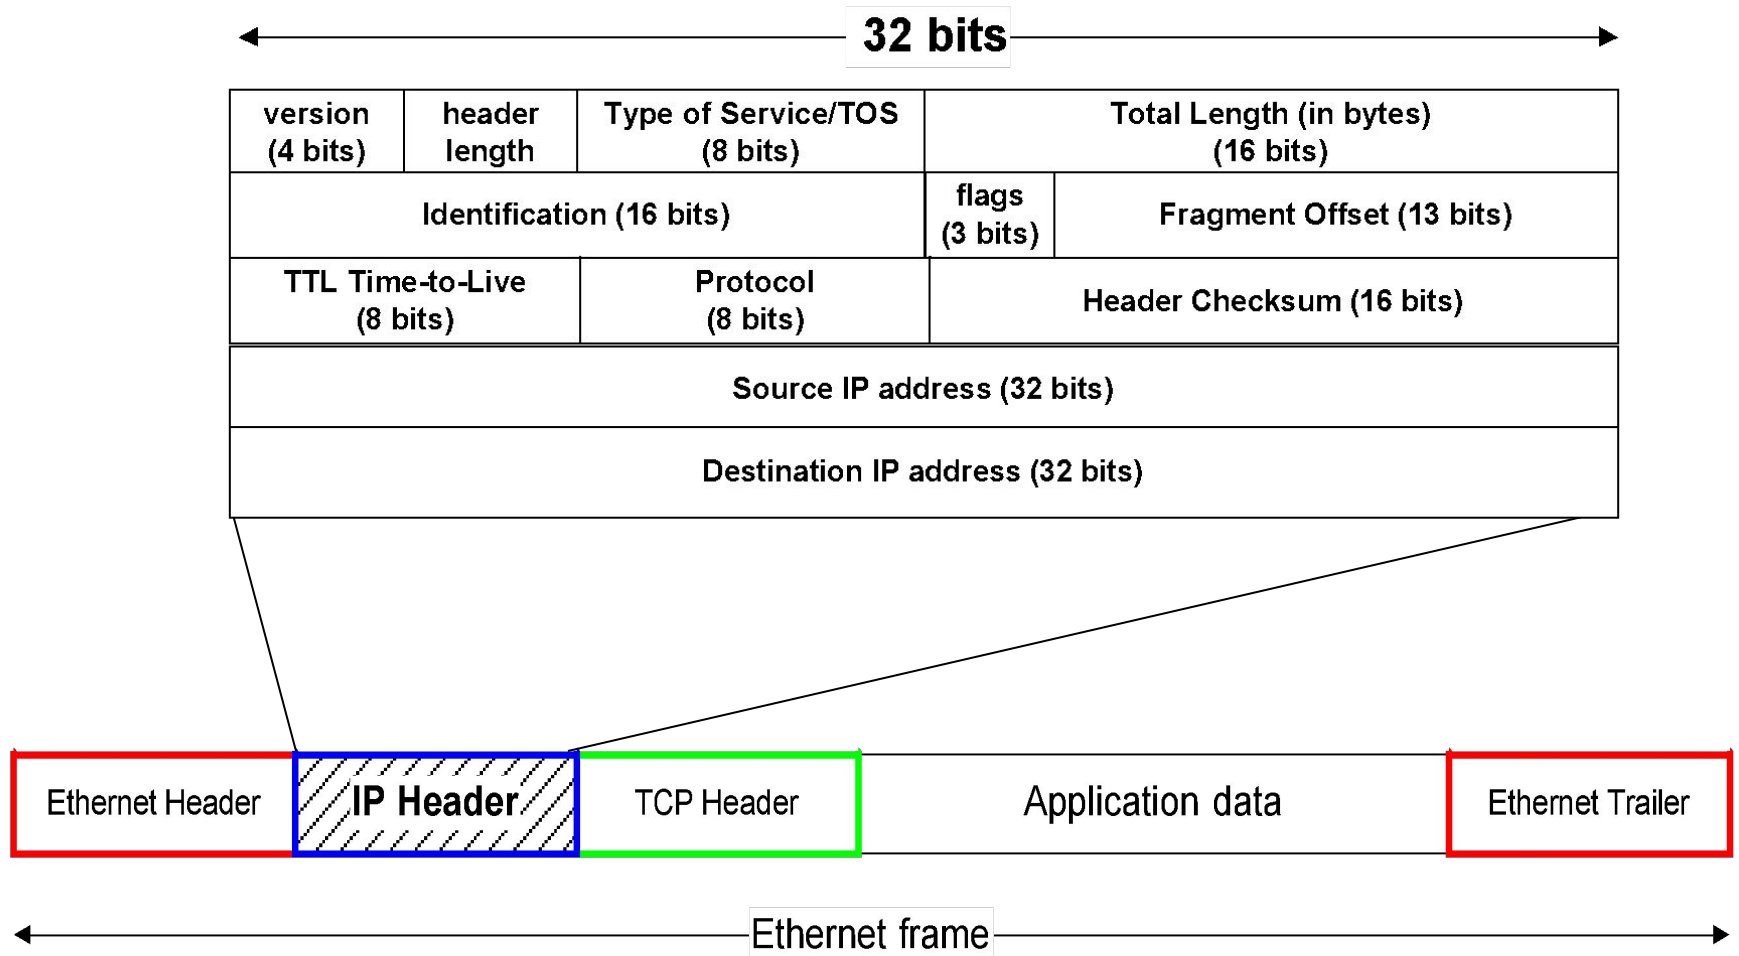 32 bits
version
(4 bits)
header
length
Type of Service/TOS
(8 bits)
Total Length (in bytes)
(16 bits)
Identification (16 bits)
flags
(3 bits)
Fragment Offset (13 bits)
TTL Time-to-Live
(8 bits)
Protocol
(8 bits)
Header Checksum (16 bits)
Source IP address (32 bits)
Destination IP address (32 bits)
Ethernet Header
IP Header
TCP Header
Application data
Ethernet Trailer
Ethernet frame